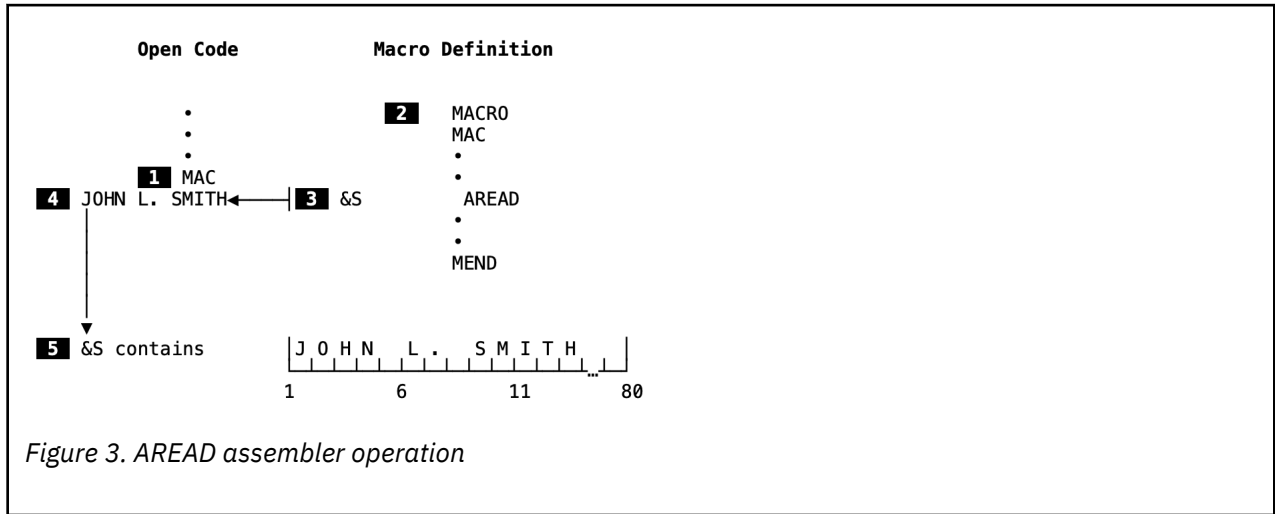 Open Code Macro Definition
• 2 MACRO
• MAC
• •
1 MAC •
4 JOHN L. SMITH 3 &S AREAD
•
•
MEND
5 &S contains J O H N L . S M I T H
…
1 6 11 80
Figure 3. AREAD assembler operation